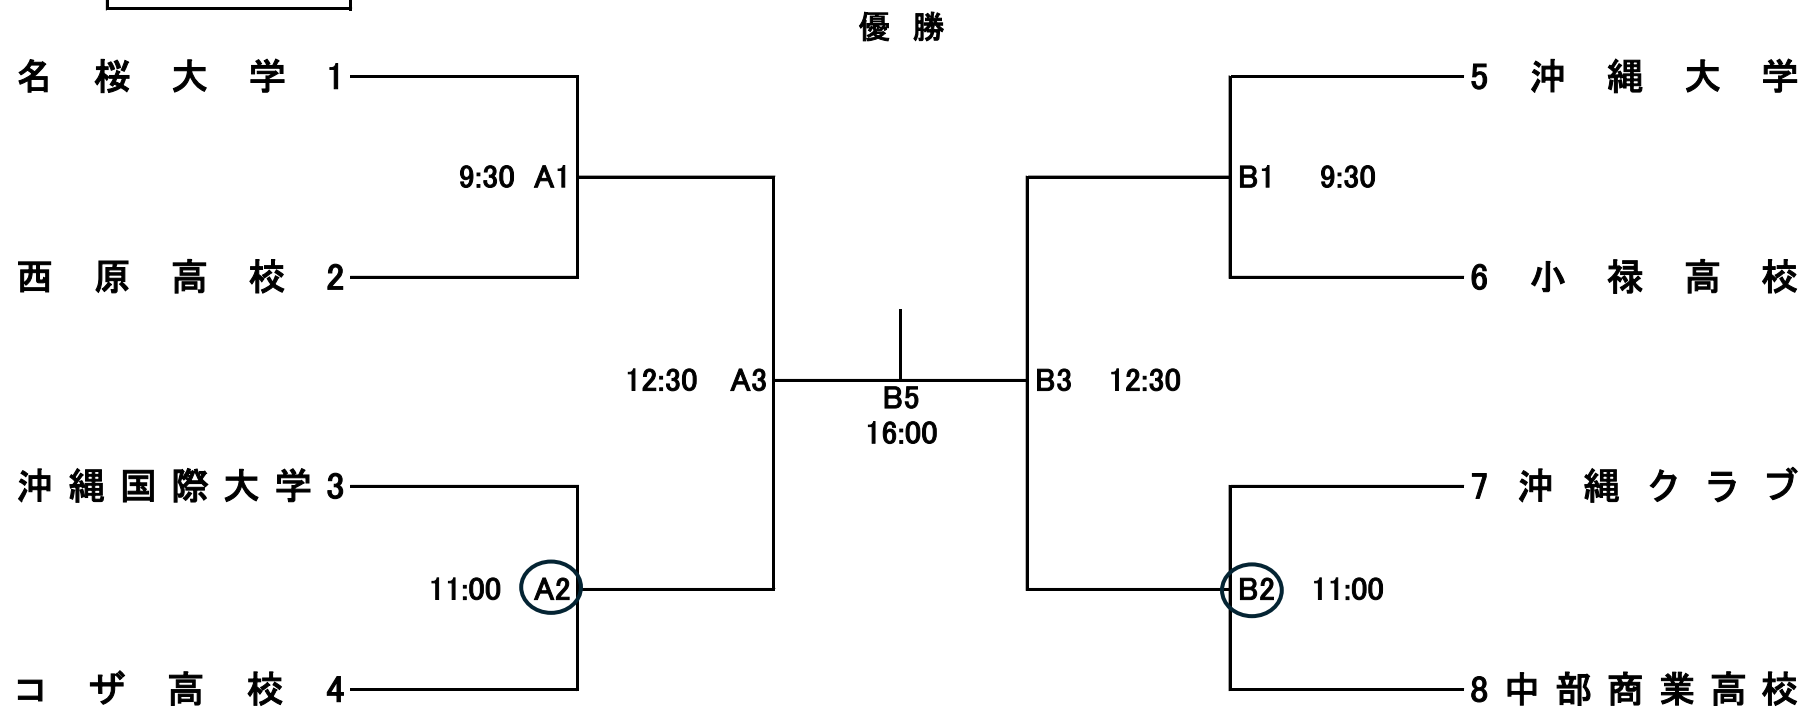 優勝
名桜大学 1
5 沖縄大学
9:30 A1
B1 9:30
西原高校 2
6 小禄高校
12:30 A3
B3 12:30
B5
16:00
沖縄国際大学 3
7 沖縄クラブ
11:00 A2
B2 11:00
コザ高校 4
8 中部商業高校